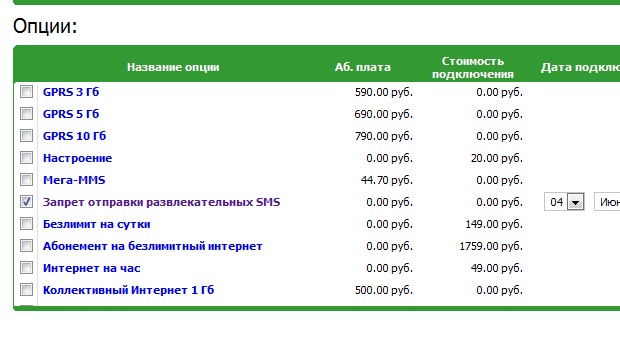 Опции:
Название опции Аб. плата Стоимость подключения Дата подклю
GPRS 3 Гб 590.00 руб. 0.00 руб.
GPRS 5 Гб 690.00 руб. 0.00 руб.
GPRS 10 Гб 790.00 руб. 0.00 руб.
Настроение 0.00 руб. 20.00 руб.
Мега-MMS 44.70 руб. 0.00 руб.
Запрет отправки развлекательных SMS 0.00 руб. 0.00 руб. 04 Июн
Безлимит на сутки 0.00 руб. 149.00 руб.
Абонемент на безлимитный интернет 0.00 руб. 1759.00 руб.
Интернет на час 0.00 руб. 49.00 руб.
Коллективный Интернет 1 Гб 500.00 руб. 0.00 руб.